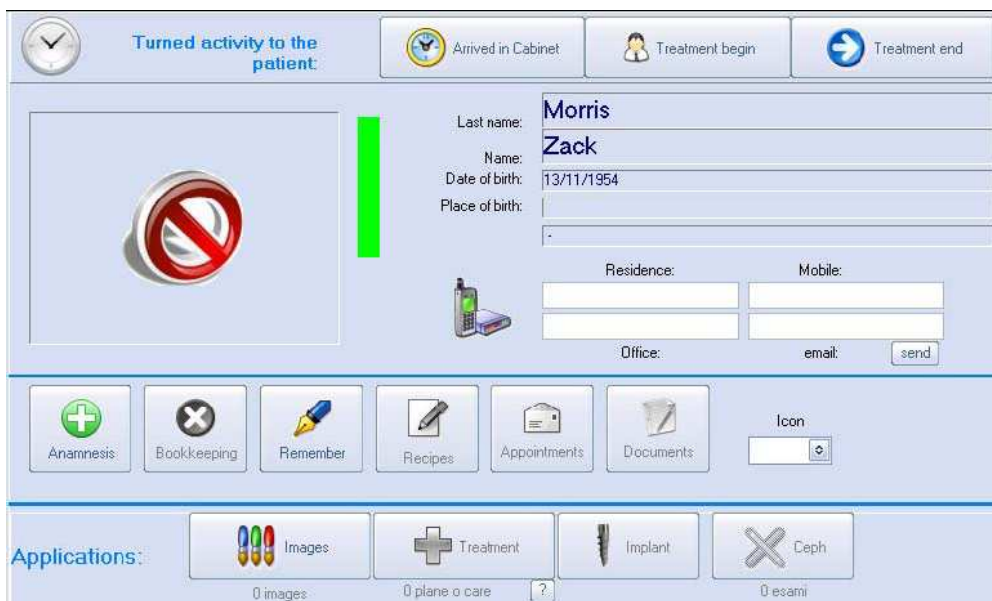 Turned activity to the
patient:
Arrived in Cabinet
Treatment begin
Treatment end
Last name:
Morris
Name:
Zack
Date of birth:
13/11/1954
Place of birth:
-
Residence:
Mobile:
Office:
email:
send
Anamnesis
Bookkeeping
Remember
Recipes
Appointments
Documents
Icon
Applications:
Images
Treatment
Implant
Ceph
0 images
0 plane o care
?
0 esami